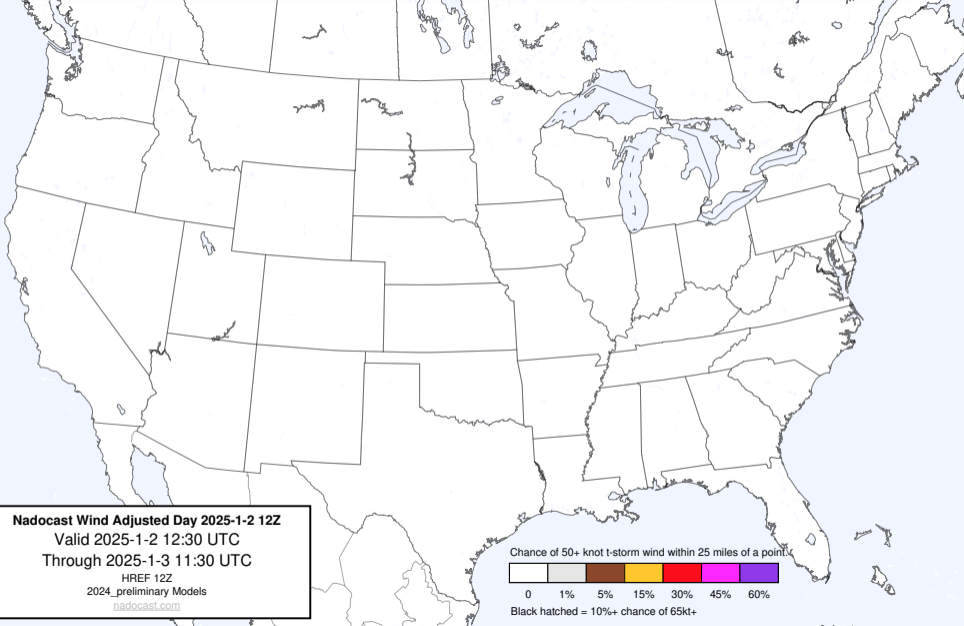 Nadocast Wind Adjusted Day 2025-1-2 12Z
Valid 2025-1-2 12:30 UTC
Through 2025-1-3 11:30 UTC
HREF 12Z
2024_preliminary Models
nadocast.com
Chance of 50+ knot t-storm wind within 25 miles of a point.
0 1% 5% 15% 30% 45% 60%
Black hatched = 10%+ chance of 65kt+